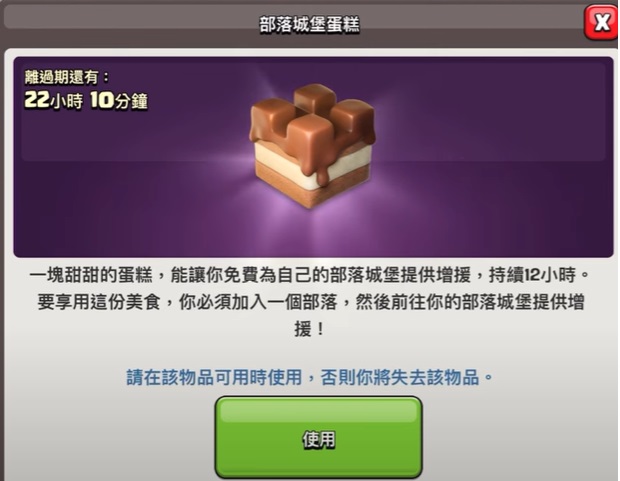 部落城堡蛋糕
X
離過期還有：
22小時 10分鐘
一塊甜甜的蛋糕，能讓你免費為自己的部落城堡提供增援，持續12小時。
要享用這份美食，你必須加入一個部落，然後前往你的部落城堡提供增
援！
請在該物品可用時使用，否則你將失去該物品。
使用